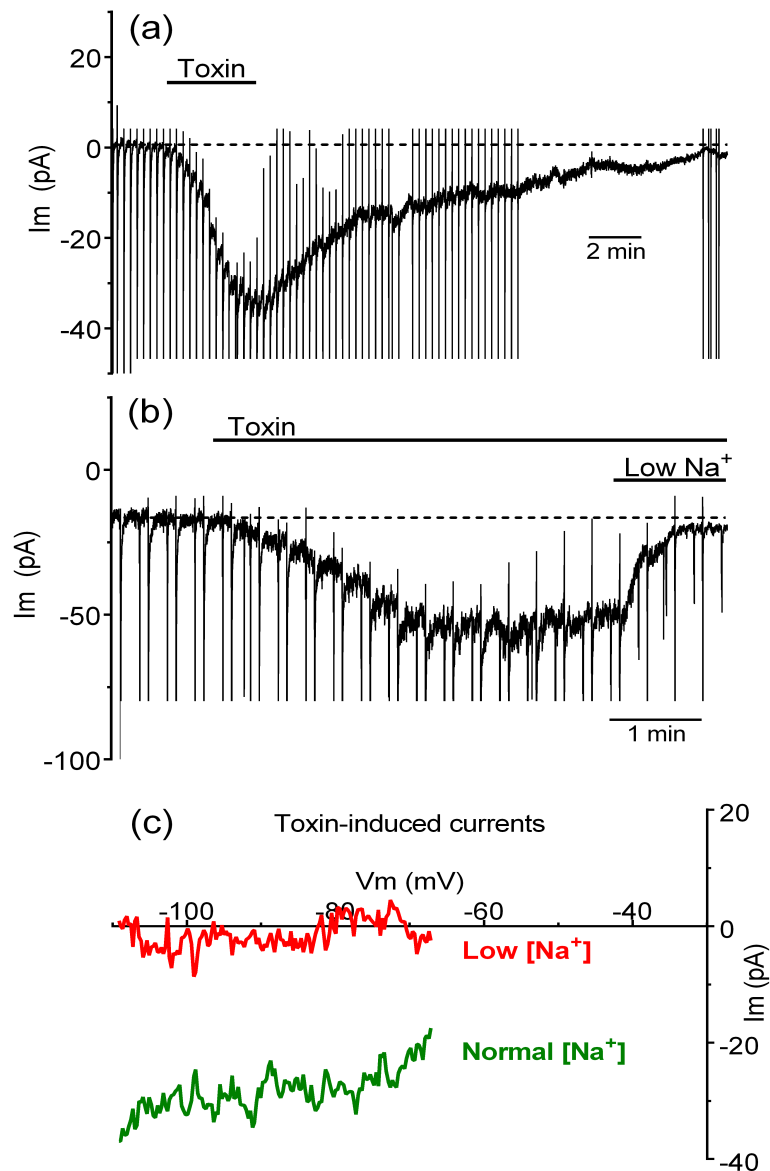 (a)
20
Toxin
0
-20
-40
Im (pA)
2 min
(b)
Toxin
0
Low Na⁺
-50
-100
Im (pA)
1 min
(c)
Toxin-induced currents
20
Vm (mV)
-100
-80
-60
-40
0
Low [Na⁺]
Im (pA)
-20
Normal [Na⁺]
-40